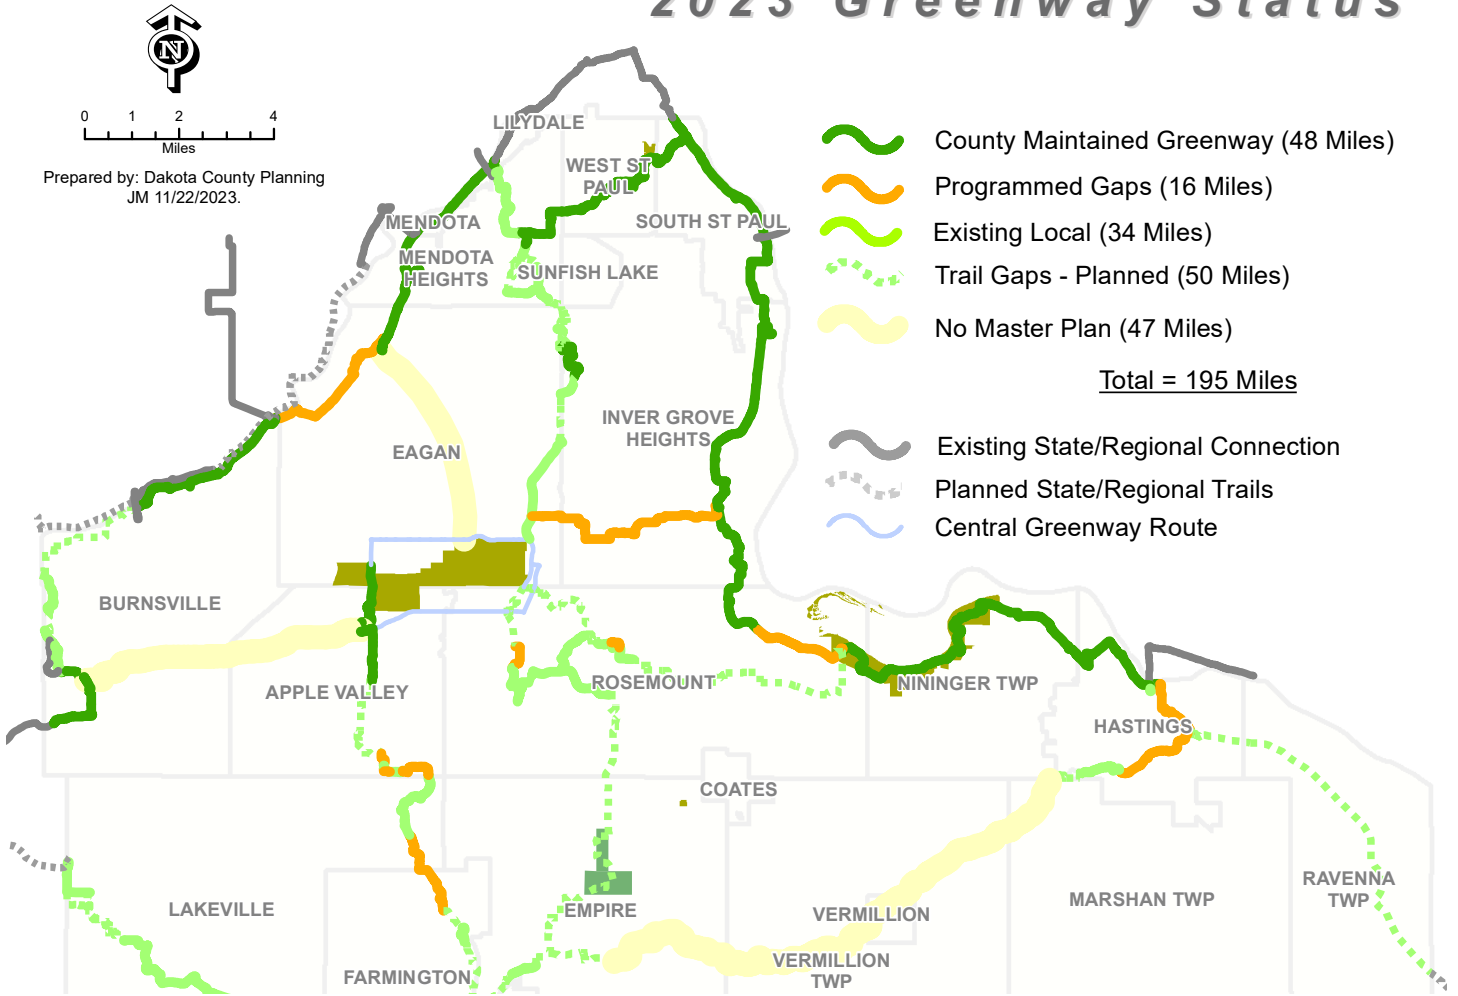 2023 Greenway Status
N
0 1 2 4
Miles
Prepared by: Dakota County Planning
JM 11/22/2023.
County Maintained Greenway (48 Miles)
Programmed Gaps (16 Miles)
Existing Local (34 Miles)
Trail Gaps - Planned (50 Miles)
No Master Plan (47 Miles)
Total = 195 Miles
Existing State/Regional Connection
Planned State/Regional Trails
Central Greenway Route
LILYDALE
WEST ST
PAUL
MENDOTA
SOUTH ST PAUL
MENDOTA
HEIGHTS
SUNFISH LAKE
INVER GROVE
HEIGHTS
EAGAN
BURNSVILLE
APPLE VALLEY
ROSEMOUNT
NININGER TWP
HASTINGS
COATES
LAKEVILLE
EMPIRE
VERMILLION
MARSHAN TWP
RAVENNA
TWP
FARMINGTON
VERMILLION
TWP